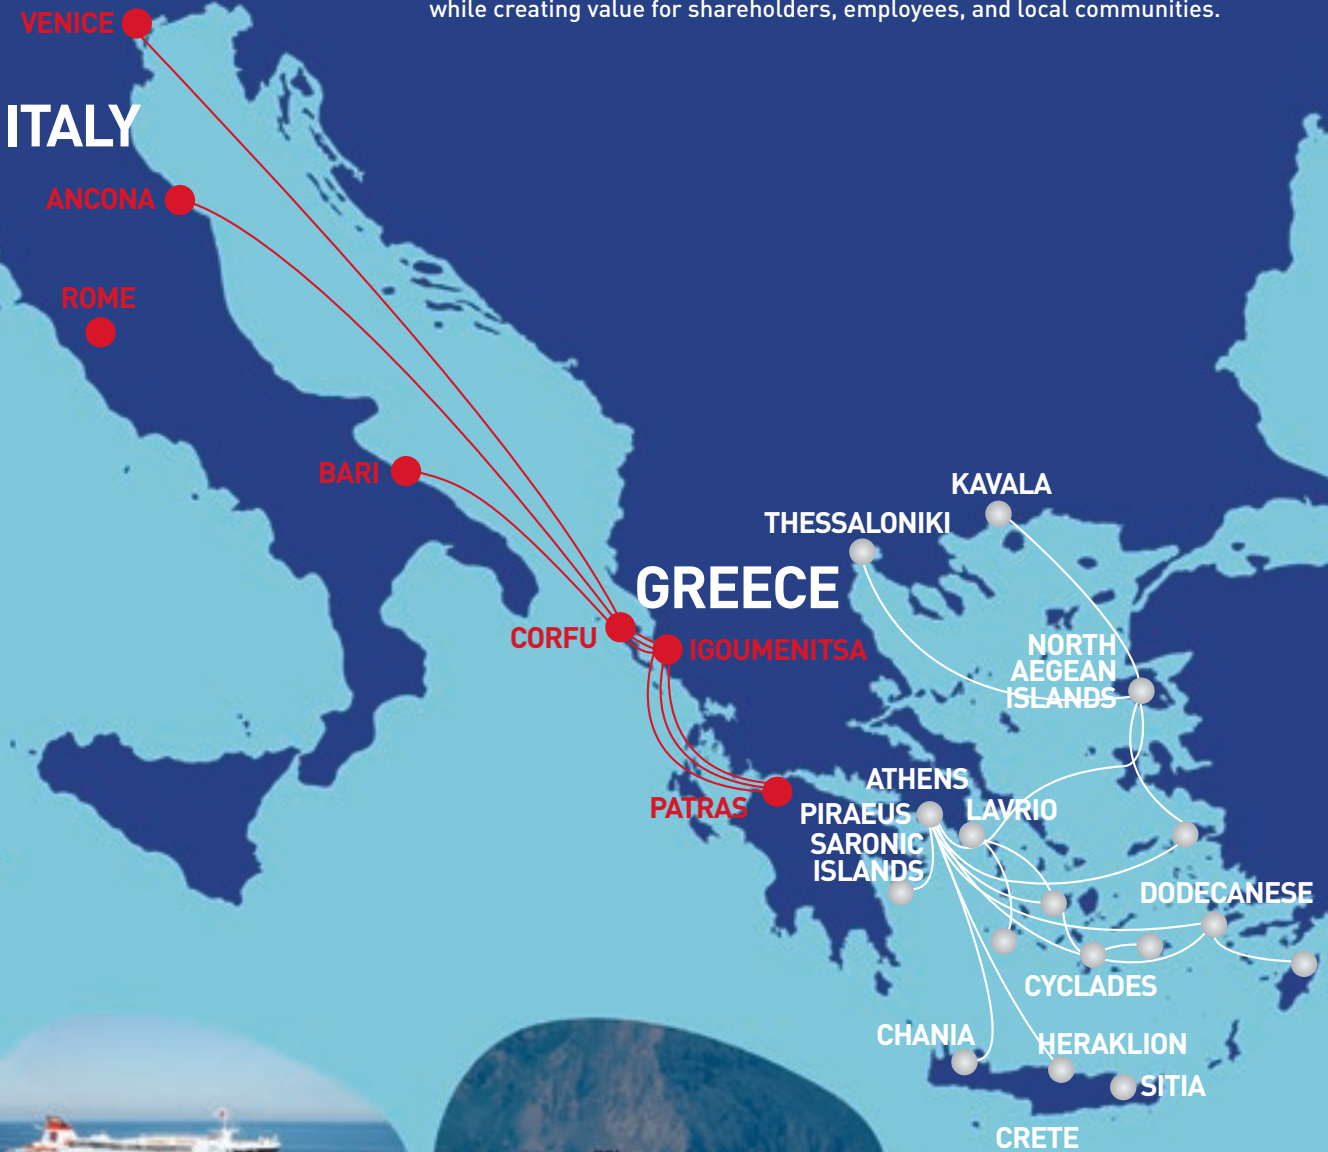 while creating value for shareholders, employees, and local communities.
VENICE
ITALY
ANCONA
ROME
BARI
KAVALA
THESSALONIKI
GREECE
CORFU
IGOUMENITSA
NORTH
AEGEAN
ISLANDS
PATRAS
ATHENS
PIRAEUS
LAVRIO
SARONIC
ISLANDS
DODECANESE
CYCLADES
CHANIA
HERAKLION
SITIA
CRETE